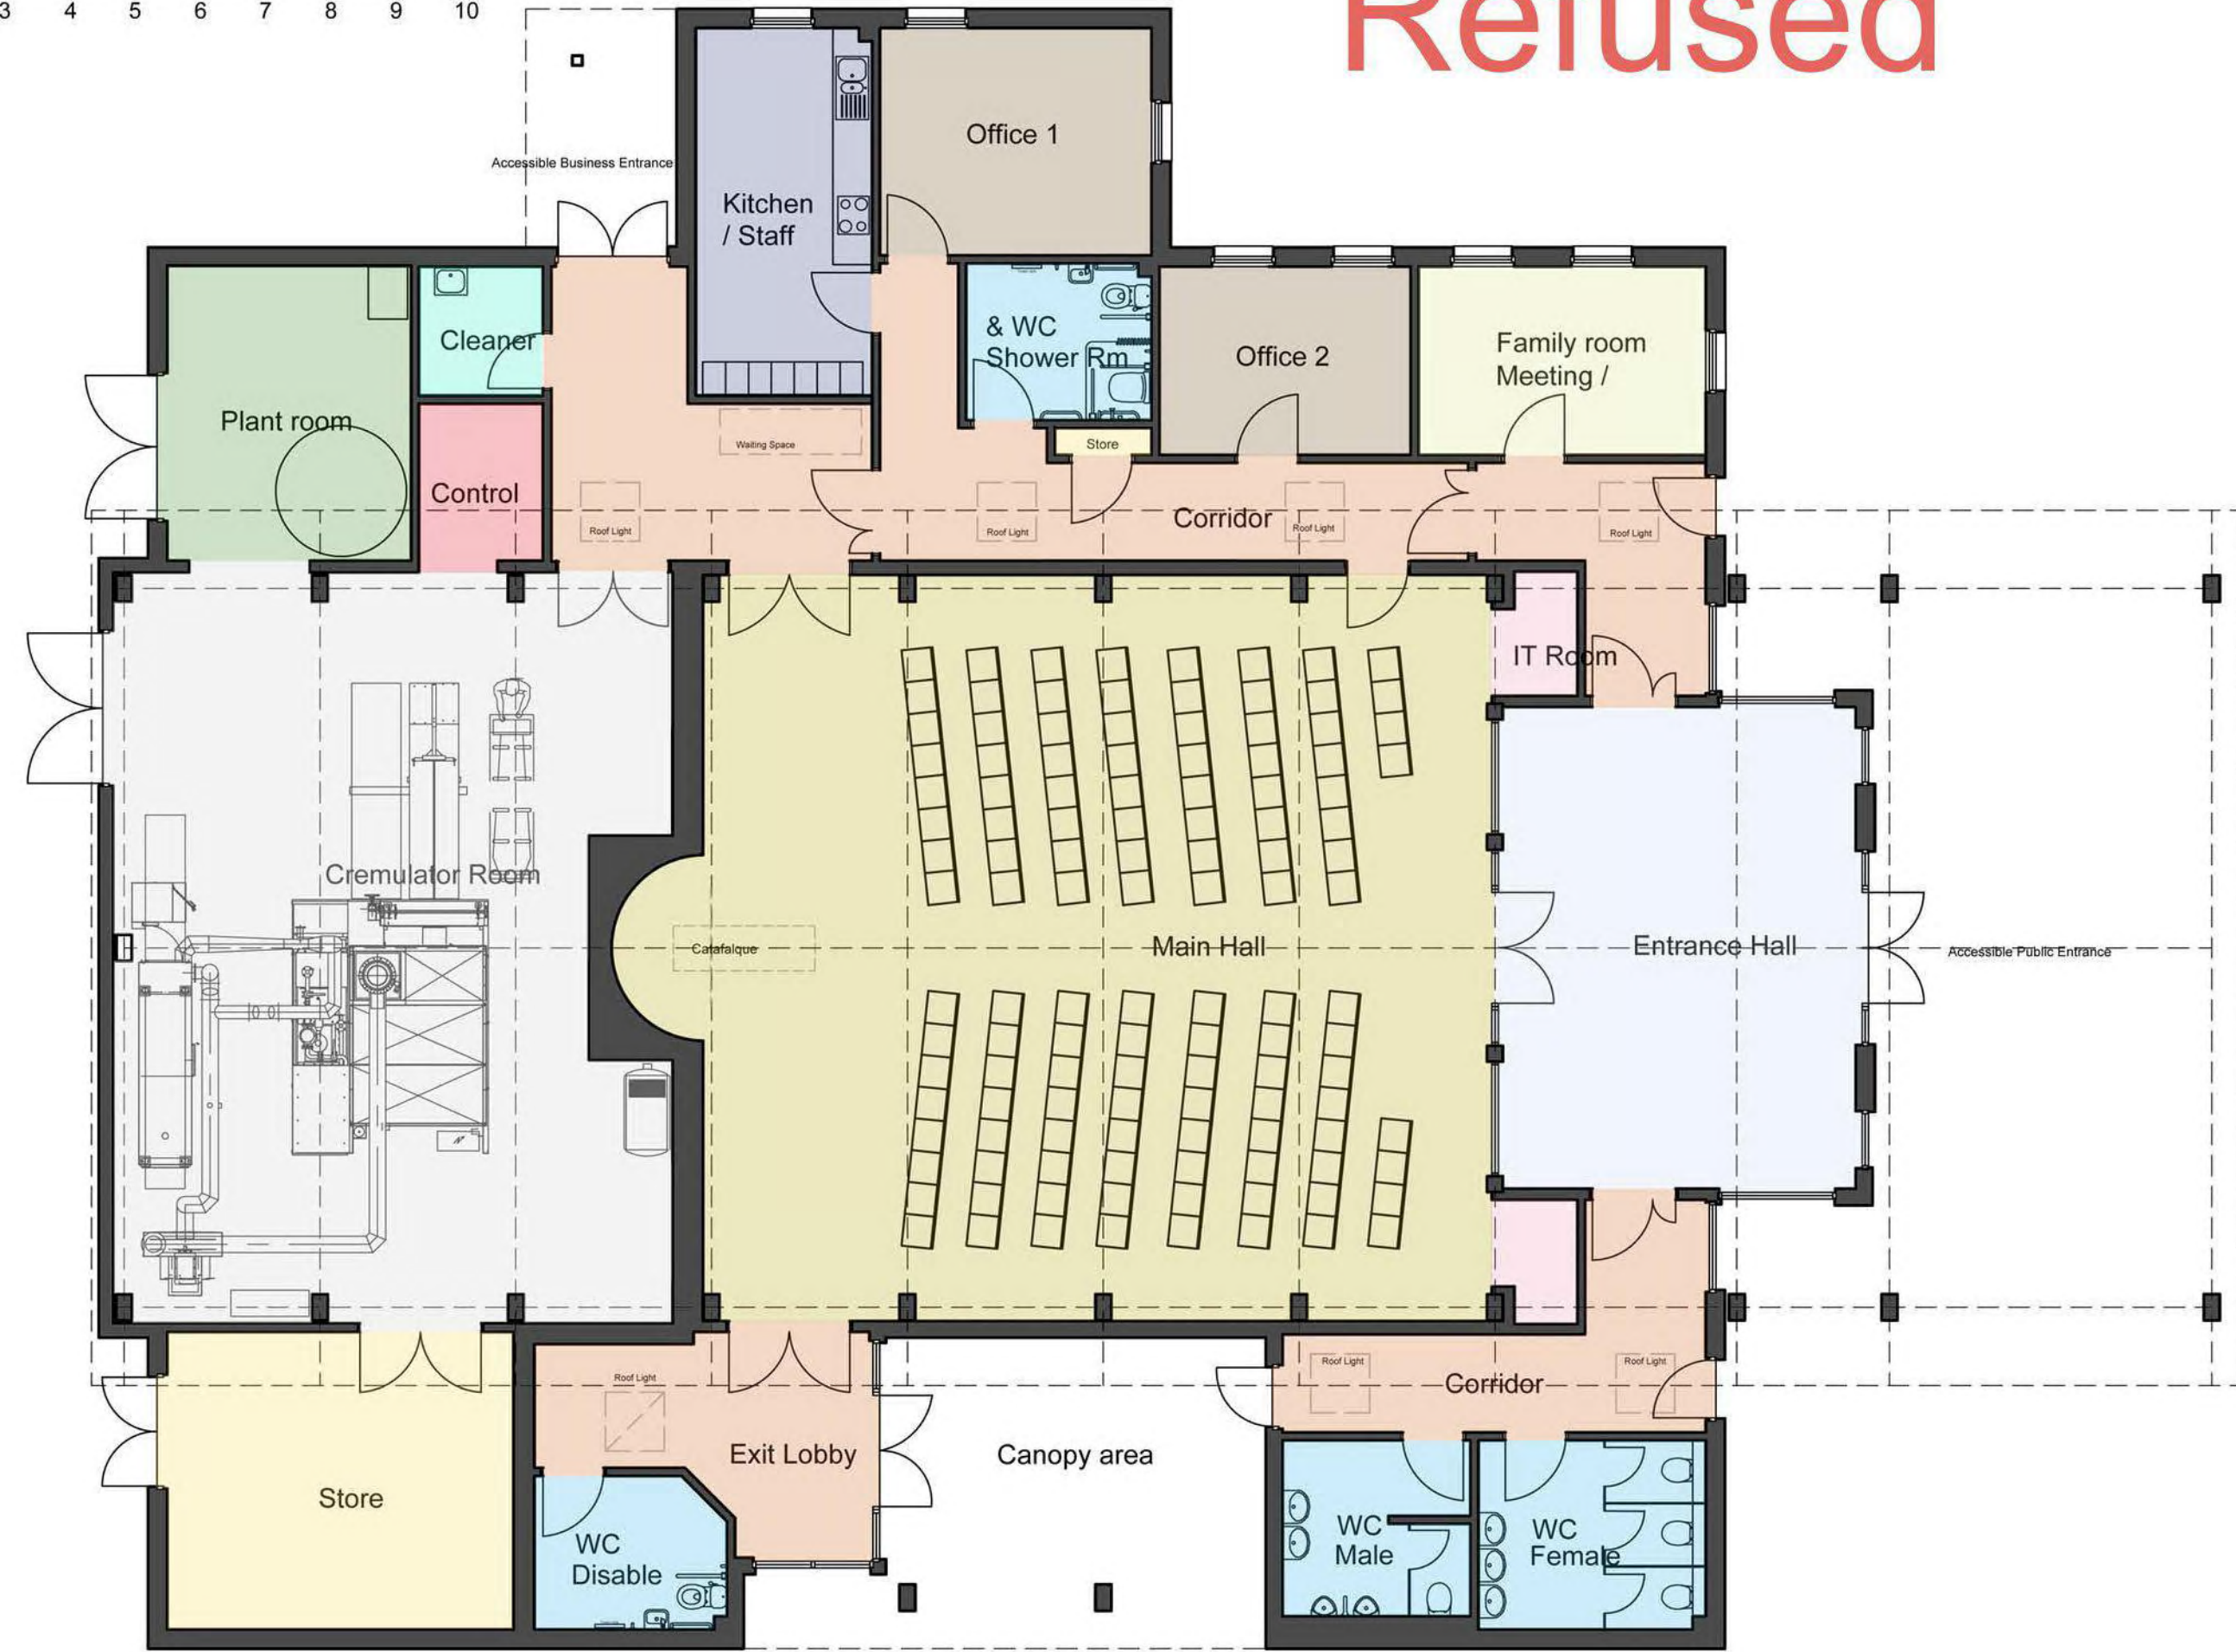 3 4 5 6 7 8 9 10
Refused
Accessible Business Entrance
Kitchen
/ Staff
Office 1
Cleaner
& WC
Shower Rm
Office 2
Family room
Meeting /
Plant room
Control
Waiting Space
Store
Roof Light
Roof Light
Corridor
Roof Light
Roof Light
IT Room
Cremulator Room
Catafalque
Main Hall
Entrance Hall
Accessible Public Entrance
Roof Light
Exit Lobby
Canopy area
Roof Light
Roof Light
Corridor
Store
WC
Disable
WC
Male
WC
Female